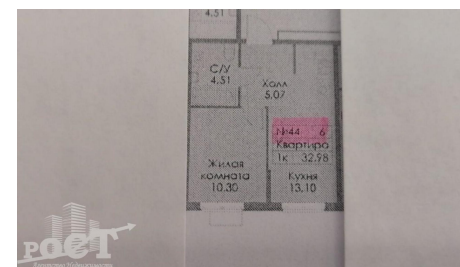 4.51
С/У
4.51
Холл
5.07
№44 6
Квартира
1к 32.98
Жилая
комната
10.30
Кухня
13.10
РОСТ